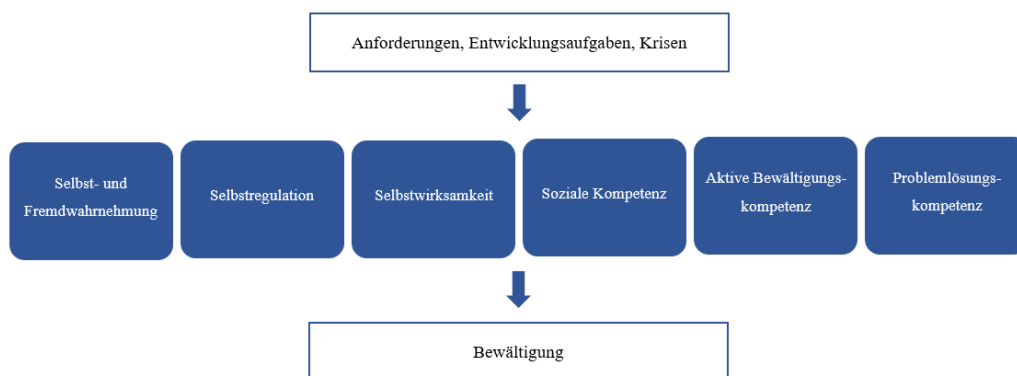 Anforderungen, Entwicklungsaufgaben, Krisen
Selbst- und
Fremdwahrnehmung
Selbstregulation
Selbstwirksamkeit
Soziale Kompetenz
Aktive Bewältigungs-
kompetenz
Problemlösungs-
kompetenz
Bewältigung